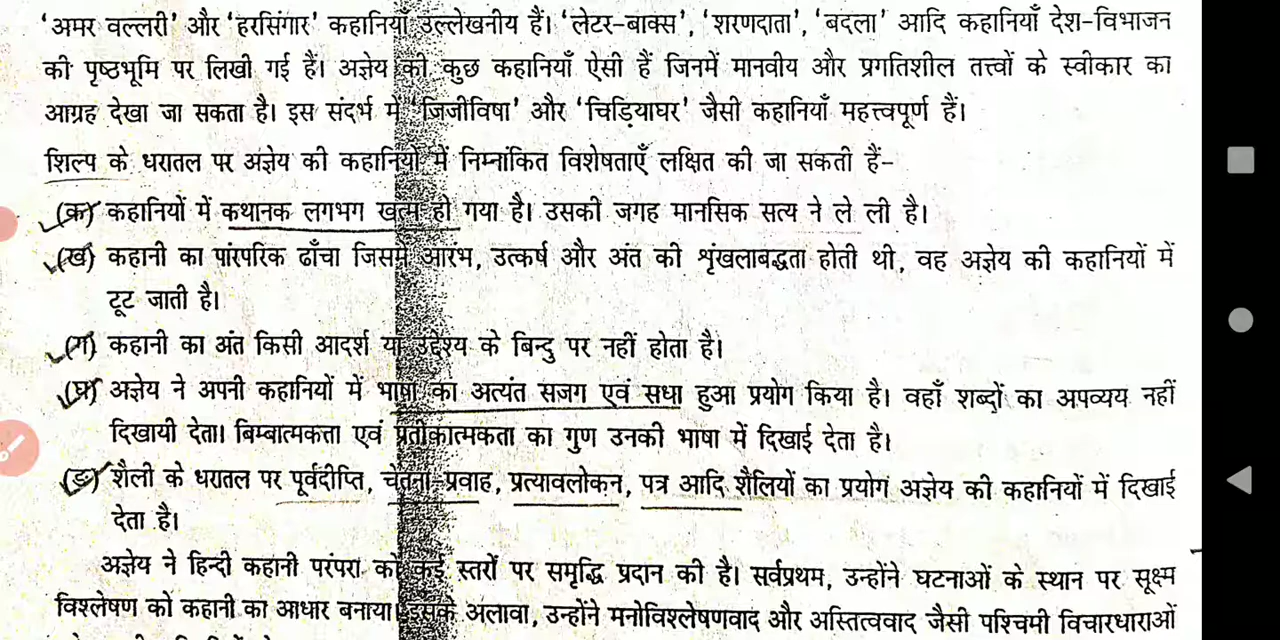 'अमर वल्लरी' और 'हरसिंगार' कहानियाँ उल्लेखनीय हैं। 'लेटर-बाक्स', 'शरणदाता', 'बदला' आदि कहानियाँ देश-विभाजन
की पृष्ठभूमि पर लिखी गई हैं। अज्ञेय की कुछ कहानियाँ ऐसी हैं जिनमें मानवीय और प्रगतिशील तत्त्वों के स्वीकार का
आग्रह देखा जा सकता है। इस संदर्भ में 'जिजीविषा' और 'चिड़ियाघर' जैसी कहानियाँ महत्त्वपूर्ण हैं।
शिल्प के धरातल पर अज्ञेय की कहानियों में निम्नांकित विशेषताएँ लक्षित की जा सकती हैं-
(क) कहानियों में कथानक लगभग खत्म हो गया है। उसकी जगह मानसिक सत्य ने ले ली है।
(ख) कहानी का पारंपरिक ढाँचा जिसमें आरंभ, उत्कर्ष और अंत की शृंखलाबद्धता होती थी, वह अज्ञेय की कहानियों में
टूट जाती है।
(ग) कहानी का अंत किसी आदर्श या उद्देश्य के बिन्दु पर नहीं होता है।
(घ) अज्ञेय ने अपनी कहानियों में भाषा का अत्यंत सजग एवं सधा हुआ प्रयोग किया है। वहाँ शब्दों का अपव्यय नहीं
दिखायी देता। बिम्बात्मकता एवं प्रतीकात्मकता का गुण उनकी भाषा में दिखाई देता है।
(ङ) शैली के धरातल पर पूर्वदीप्ति, चेतना-प्रवाह, प्रत्यावलोकन, पत्र आदि शैलियों का प्रयोग अज्ञेय की कहानियों में दिखाई
देता है।
अज्ञेय ने हिन्दी कहानी परंपरा को कई स्तरों पर समृद्धि प्रदान की है। सर्वप्रथम, उन्होंने घटनाओं के स्थान पर सूक्ष्म
विश्लेषण को कहानी का आधार बनाया। इसके अलावा, उन्होंने मनोविश्लेषणवाद और अस्तित्ववाद जैसी पश्चिमी विचारधाराओं